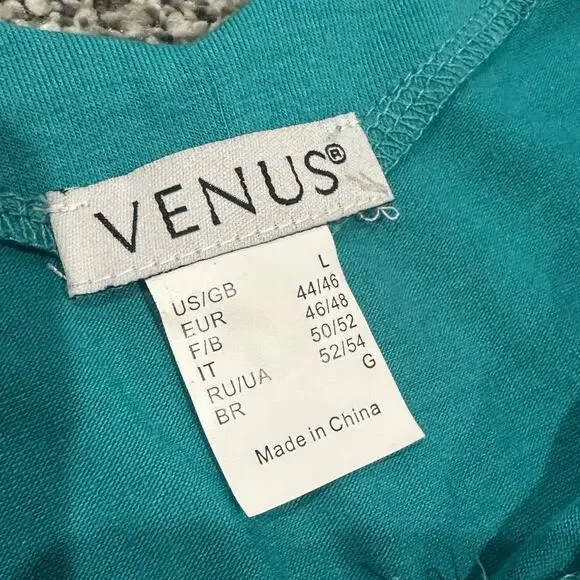 VENUS®
US/GB L
EUR 44/46
F/B 46/48
IT 50/52
RU/UA 52/54
BR G
Made in China